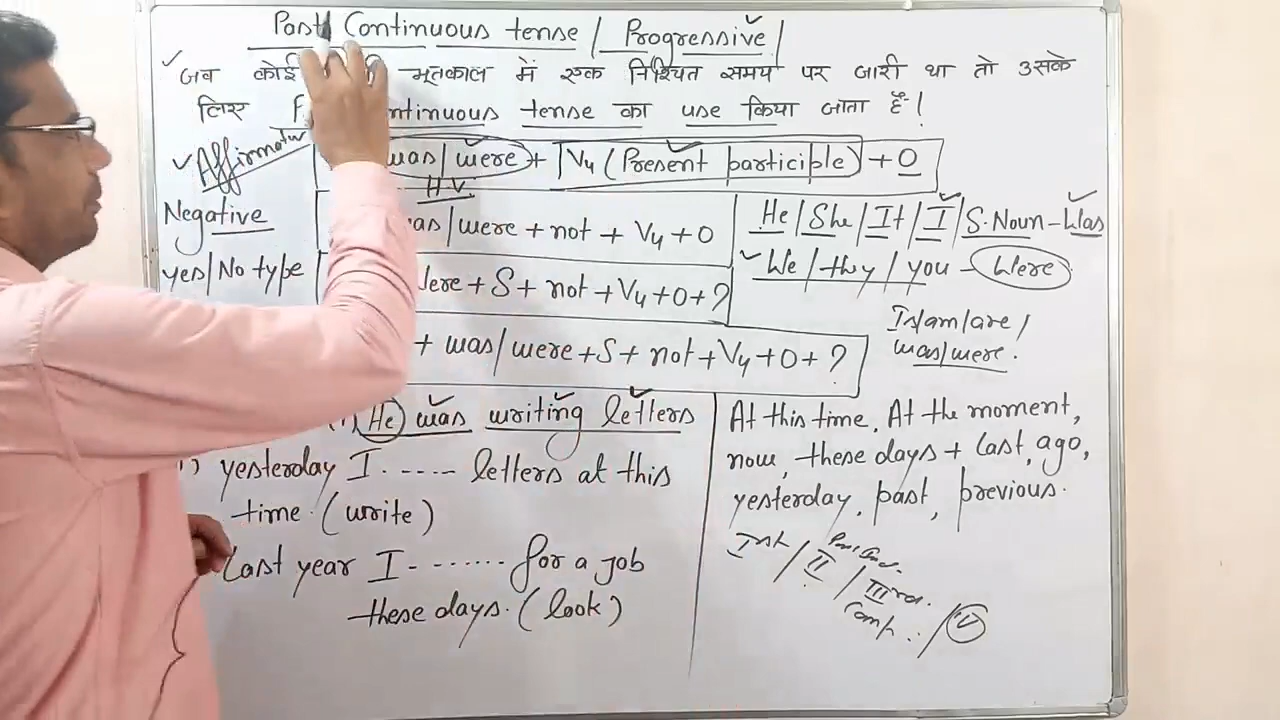 Past Continuous tense / Progressive /
जब कोई भूतकाल में एक निश्चित समय पर जारी था तो उसके
लिए ntinuous tense का use किया जाता है !
Affirmative was/were + V4 (Present participle) + O
H.V.
Negative was/were + not + V4 + O
He / She / It / I / S. Noun - Was
yes/No type Were + S + not + V4 + O + ?
We / they / you - Were
+ was/were + S + not + V4 + O + ?
Is/am/are /
was/were.
He was writing letters
yesterday I ...... letters at this
time. (write)
Last year I ....... for a job
these days. (look)
At this time, At the moment,
now, these days + last, ago,
yesterday, past, previous.
Ist / II / III rd.